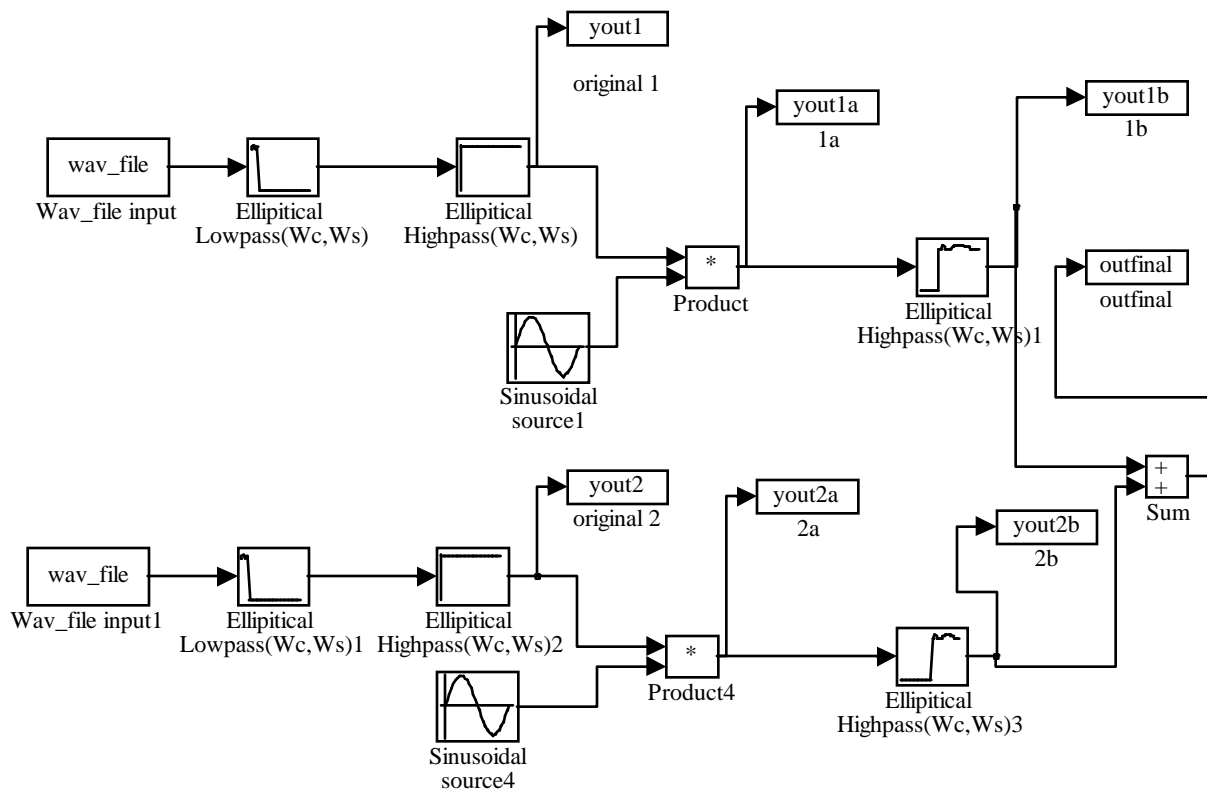 yout1
original 1
wav_file
Wav_file input
Ellipitical
Lowpass(Wc,Ws)
Ellipitical
Highpass(Wc,Ws)
yout1a
1a
yout1b
1b
*
Product
Sinusoidal
source1
Ellipitical
Highpass(Wc,Ws)1
outfinal
outfinal
+
+
Sum
yout2
original 2
wav_file
Wav_file input1
Ellipitical
Lowpass(Wc,Ws)1
Ellipitical
Highpass(Wc,Ws)2
yout2a
2a
yout2b
2b
*
Product4
Sinusoidal
source4
Ellipitical
Highpass(Wc,Ws)3